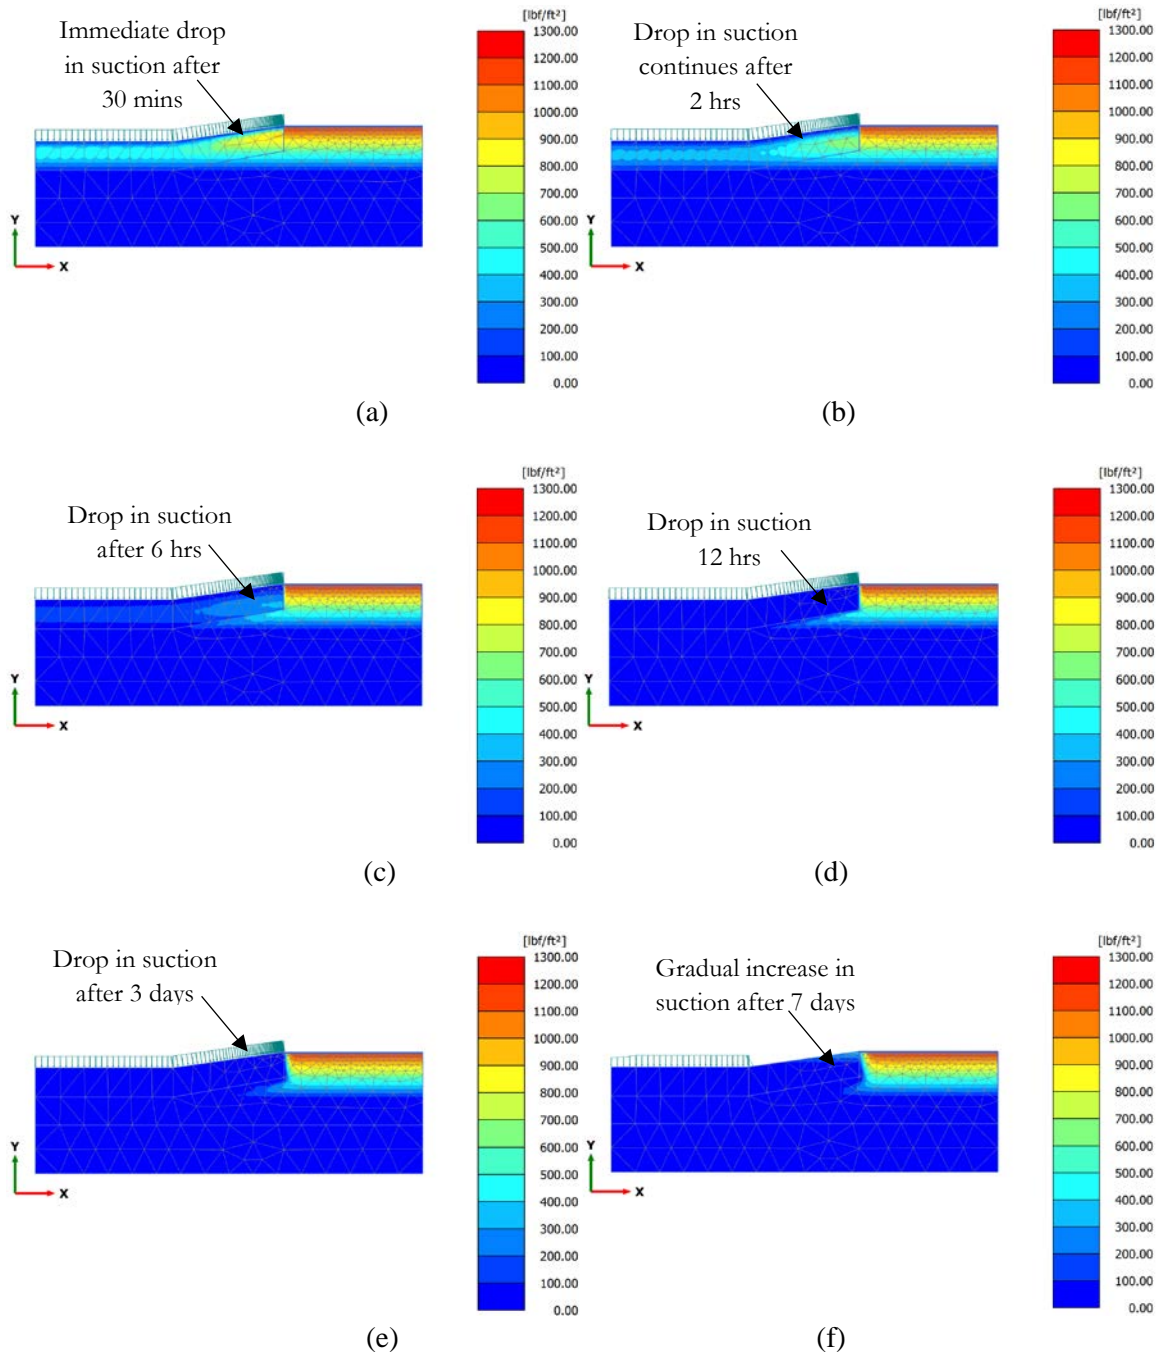 [lbf/ft²]
Immediate drop
in suction after
30 mins
1300.00
1200.00
1100.00
1000.00
900.00
800.00
700.00
600.00
500.00
400.00
300.00
200.00
100.00
0.00
Y
X
(a)
[lbf/ft²]
Drop in suction
continues after
2 hrs
1300.00
1200.00
1100.00
1000.00
900.00
800.00
700.00
600.00
500.00
400.00
300.00
200.00
100.00
0.00
Y
X
(b)
[lbf/ft²]
Drop in suction
after 6 hrs
1300.00
1200.00
1100.00
1000.00
900.00
800.00
700.00
600.00
500.00
400.00
300.00
200.00
100.00
0.00
Y
X
(c)
[lbf/ft²]
Drop in suction
12 hrs
1300.00
1200.00
1100.00
1000.00
900.00
800.00
700.00
600.00
500.00
400.00
300.00
200.00
100.00
0.00
Y
X
(d)
[lbf/ft²]
Drop in suction
after 3 days
1300.00
1200.00
1100.00
1000.00
900.00
800.00
700.00
600.00
500.00
400.00
300.00
200.00
100.00
0.00
Y
X
(e)
[lbf/ft²]
Gradual increase in
suction after 7 days
1300.00
1200.00
1100.00
1000.00
900.00
800.00
700.00
600.00
500.00
400.00
300.00
200.00
100.00
0.00
Y
X
(f)